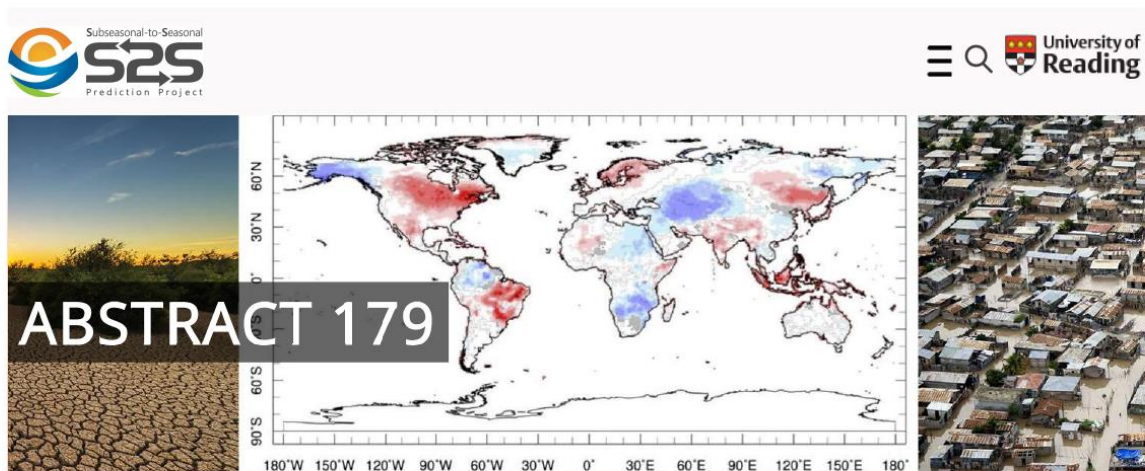 Subseasonal-to-Seasonal
S2S
Prediction Project
University of
Reading
ABSTRACT 179
60°N
30°N
0°
60°S
90°S
180°W 150°W 120°W 90°W 60°W 30°W 0° 30°E 60°E 90°E 120°E 150°E 180°